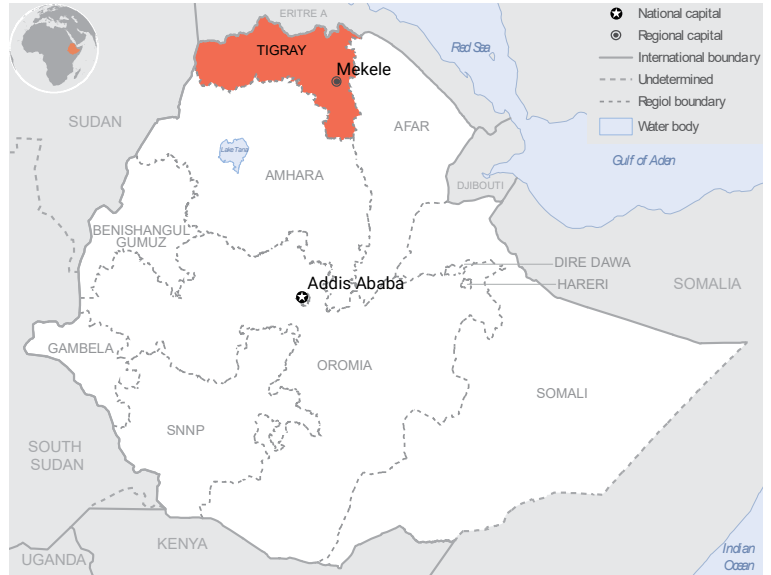 ERITRE A
National capital
Regional capital
International boundary
Undetermined
Regiol boundary
Water body
Red Sea
TIGRAY
Mekele
SUDAN
AFAR
Lake Tana
Gulf of Aden
AMHARA
DJIBOUTI
BENISHANGUL
GUMUZ
DIRE DAWA
HARERI
Addis Ababa
SOMALIA
GAMBELA
OROMIA
SOMALI
SNNP
SOUTH
SUDAN
KENYA
UGANDA
Indian
Ocean